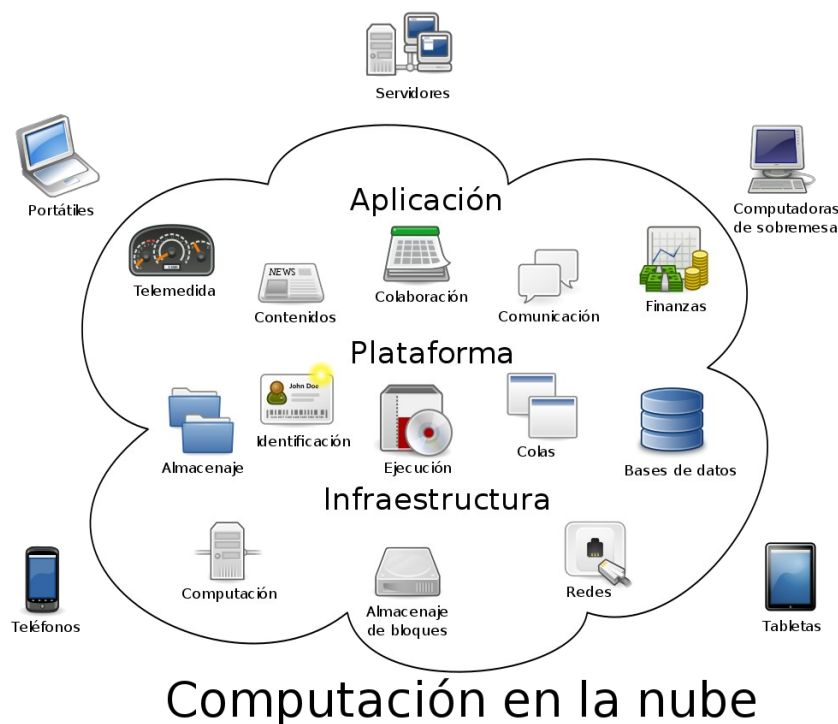 Servidores
Portátiles
Computadoras
de sobremesa
Aplicación
Telemedida
NEWS
Contenidos
Colaboración
Comunicación
Finanzas
Plataforma
Almacenaje
John Doe
Identificación
Ejecución
Colas
Bases de datos
Infraestructura
Computación
Almacenaje
de bloques
Redes
Teléfonos
Tabletas
Computación en la nube